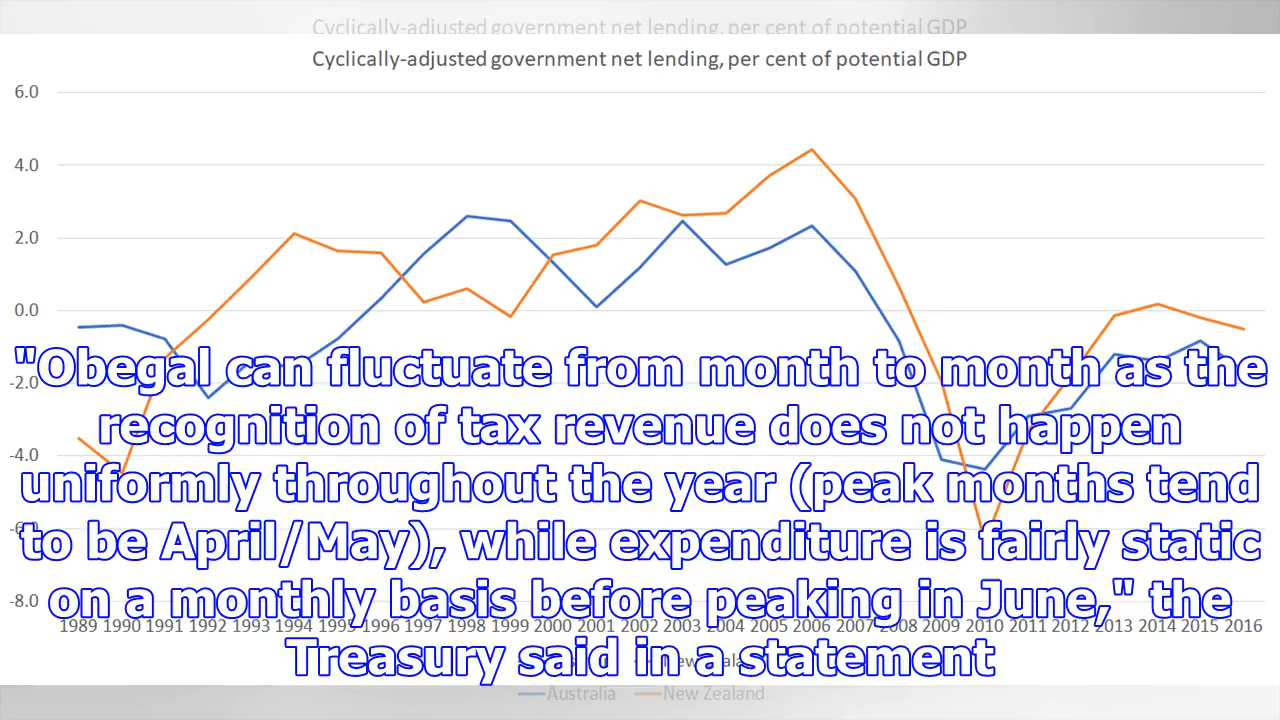 Cyclically-adjusted government net lending, per cent of potential GDP
Cyclically-adjusted government net lending, per cent of potential GDP
6.0
4.0
2.0
0.0
"Obegal can fluctuate from month to month as the
-2.0
recognition of tax revenue does not happen
-4.0
uniformly throughout the year (peak months tend
to be April/May), while expenditure is fairly static
on a monthly basis before peaking in June," the
-8.0
1989 1990 1991 1992 1993 1994 1995 1996 1997 1998 1999 2000 2001 2002 2003 2004 2005 2006 2007 2008 2009 2010 2011 2012 2013 2014 2015 2016
Treasury said in a statement
Australia New Zealand